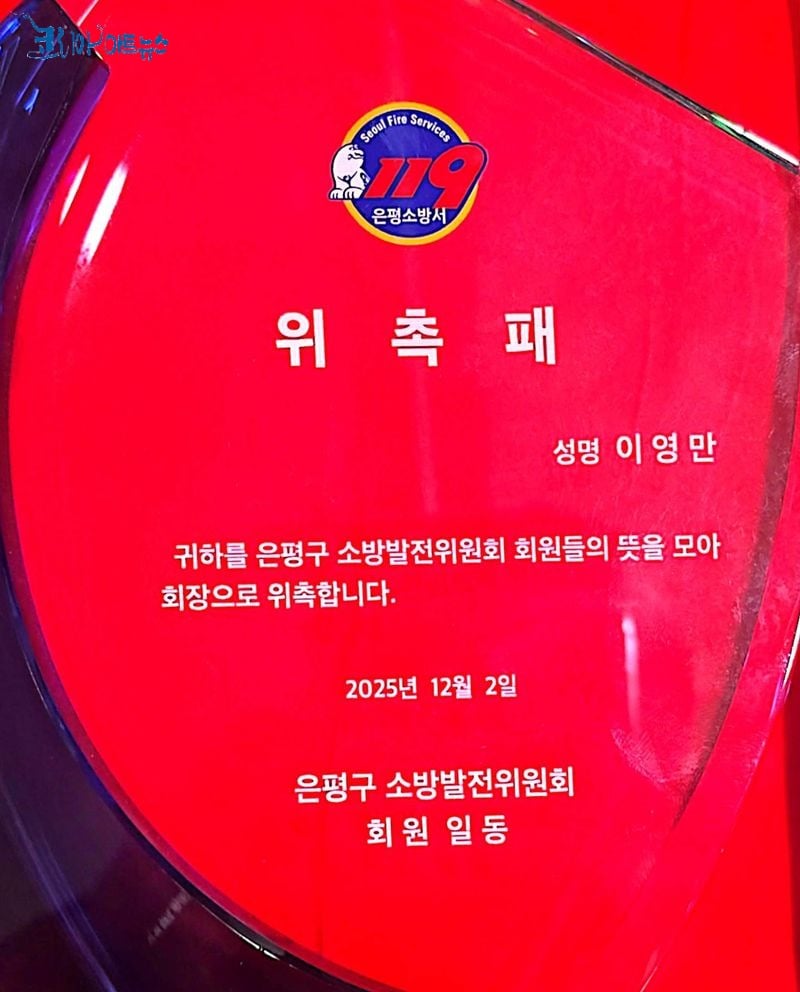 Seoul Fire Services
119
은평소방서
위 촉 패
성명 이영만
귀하를 은평구 소방발전위원회 회원들의 뜻을 모아
회장으로 위촉합니다.
2025년 12월 2일
은평구 소방발전위원회
회원 일동